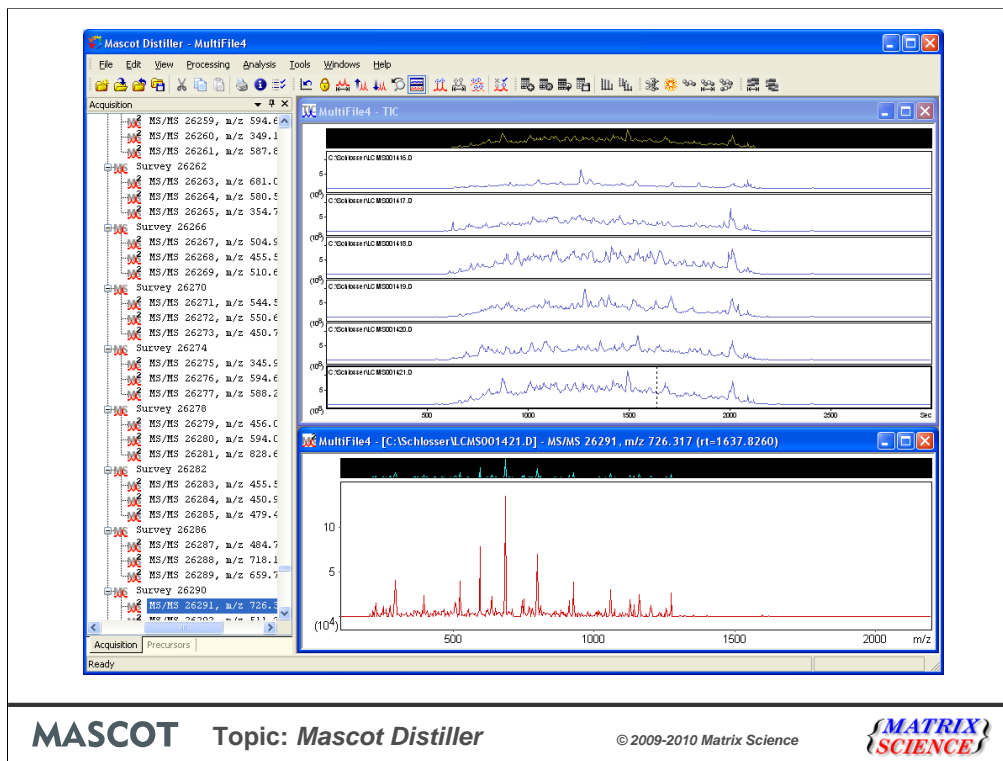 Mascot Distiller - MultiFile4
File Edit View Processing Analysis Tools Windows Help
Acquisition
MS/MS 26259, m/z 594.6
MS/MS 26260, m/z 349.1
MS/MS 26261, m/z 587.8
Survey 26262
MS/MS 26263, m/z 681.0
MS/MS 26264, m/z 580.5
MS/MS 26265, m/z 354.7
Survey 26266
MS/MS 26267, m/z 504.9
MS/MS 26268, m/z 455.5
MS/MS 26269, m/z 510.6
Survey 26270
MS/MS 26271, m/z 544.5
MS/MS 26272, m/z 550.6
MS/MS 26273, m/z 450.7
Survey 26274
MS/MS 26275, m/z 345.9
MS/MS 26276, m/z 594.6
MS/MS 26277, m/z 588.2
Survey 26278
MS/MS 26279, m/z 456.0
MS/MS 26280, m/z 594.0
MS/MS 26281, m/z 828.6
Survey 26282
MS/MS 26283, m/z 455.5
MS/MS 26284, m/z 450.9
MS/MS 26285, m/z 479.4
Survey 26286
MS/MS 26287, m/z 484.7
MS/MS 26288, m/z 718.1
MS/MS 26289, m/z 659.7
Survey 26290
MS/MS 26291, m/z 726.3
Acquisition Precursors
Ready
MultiFile4 - TIC
C:\Schlosser\LCMS001416.D
5
(10⁸)
C:\Schlosser\LCMS001417.D
5
(10⁸)
C:\Schlosser\LCMS001418.D
5
(10⁸)
C:\Schlosser\LCMS001419.D
5
(10⁸)
C:\Schlosser\LCMS001420.D
5
(10⁸)
C:\Schlosser\LCMS001421.D
5
(10⁸)
500 1000 1500 2000 2500 Sec
MultiFile4 - [C:\Schlosser\LCMS001421.D] - MS/MS 26291, m/z 726.317 (rt=1637.8260)
10
5
(10⁴)
500 1000 1500 2000 m/z
MASCOT Topic: Mascot Distiller © 2009-2010 Matrix Science {MATRIX
SCIENCE}